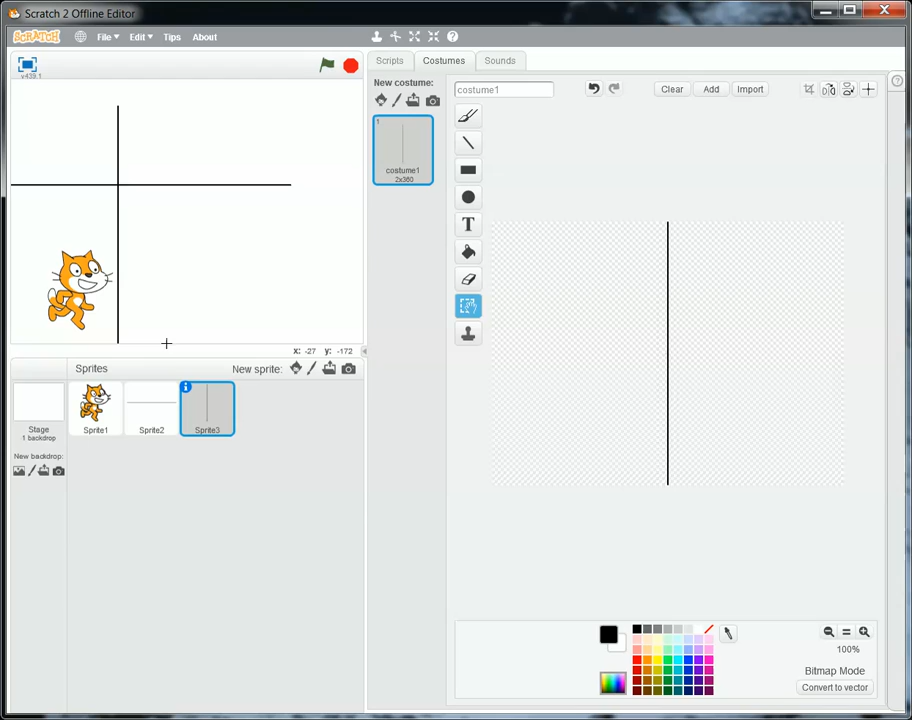 Scratch 2 Offline Editor
SCRATCH File Edit Tips About
v439.1
Scripts Costumes Sounds
New costume:
costume1
Clear Add Import
1
costume1
2x360
T
x: -27 y: -172
Sprites New sprite:
Stage
1 backdrop
Sprite1 Sprite2 Sprite3
New backdrop:
100%
Bitmap Mode
Convert to vector